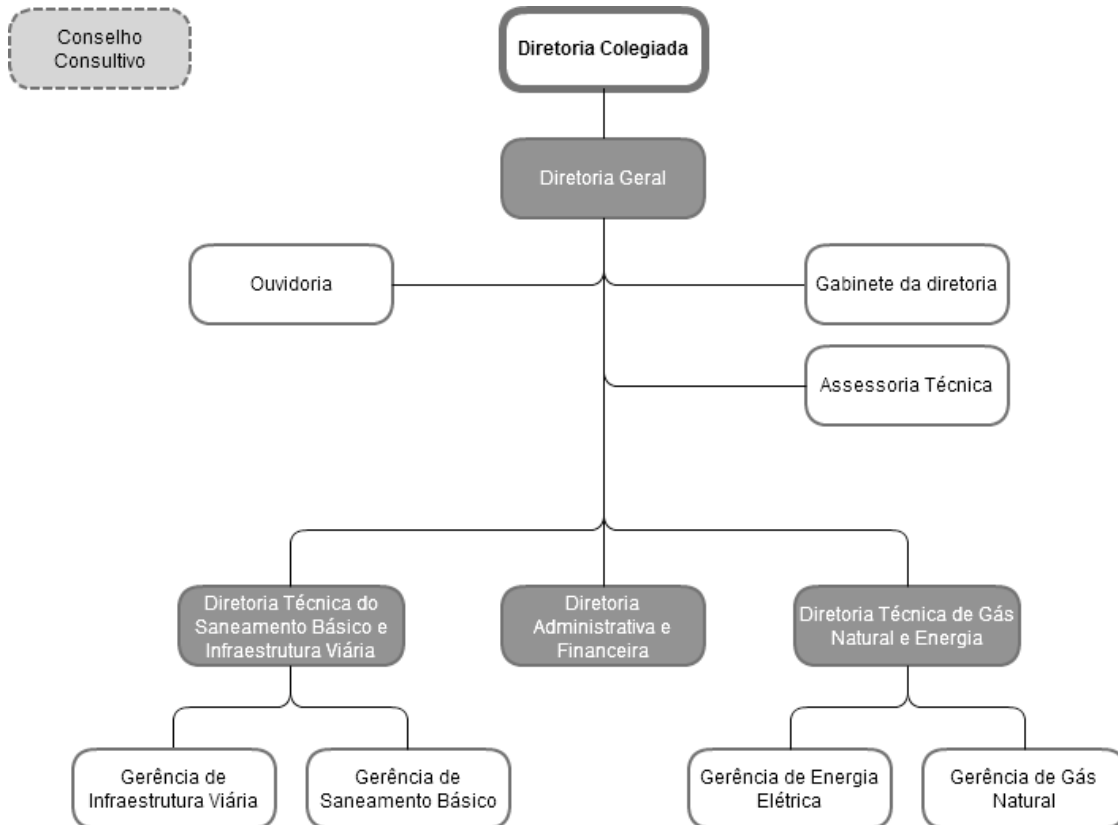 Conselho
Consultivo
Diretoria Colegiada
Diretoria Geral
Ouvidoria
Gabinete da diretoria
Assessoria Técnica
Diretoria Técnica do
Saneamento Básico e
Infraestrutura Viária
Diretoria
Administrativa e
Financeira
Diretoria Técnica de Gás
Natural e Energia
Gerência de
Infraestrutura Viária
Gerência de
Saneamento Básico
Gerência de Energia
Elétrica
Gerência de Gás
Natural